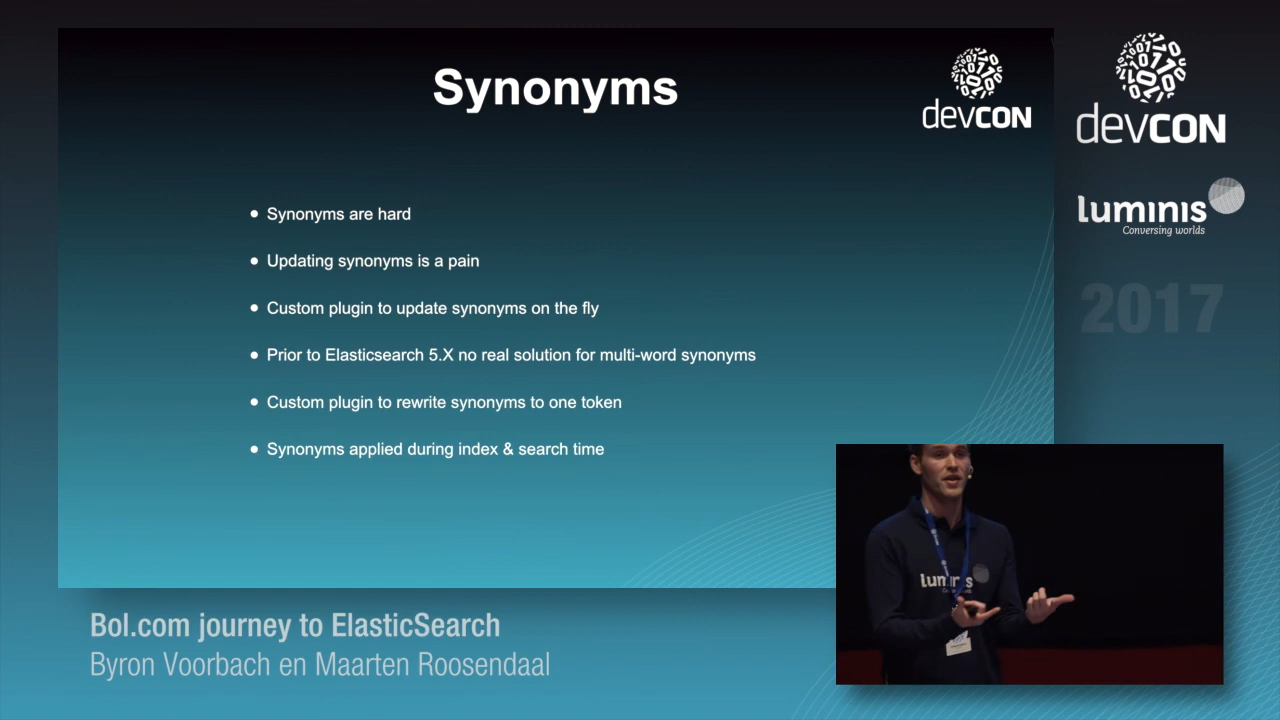 Synonyms
devcon
Synonyms are hard
Updating synonyms is a pain
Custom plugin to update synonyms on the fly
Prior to Elasticsearch 5.X no real solution for multi-word synonyms
Custom plugin to rewrite synonyms to one token
Synonyms applied during index & search time
devcon
luminis
Conversing worlds
2017
luminis
Bol.com journey to ElasticSearch
Byron Voorbach en Maarten Roosendaal